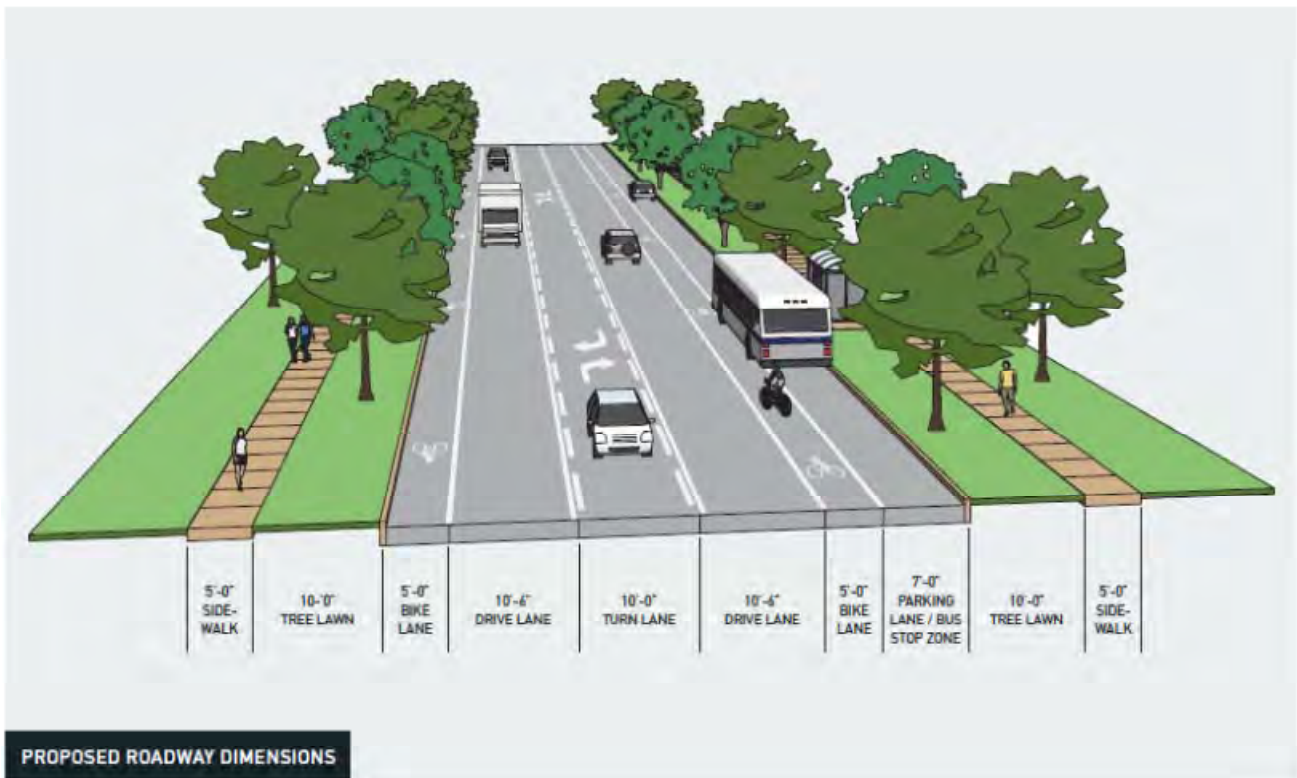 5'-0"
SIDE-
WALK
10-'0"
TREE LAWN
5'-0"
BIKE
LANE
10'-6"
DRIVE LANE
10'-0"
TURN LANE
10'-6"
DRIVE LANE
5'-0"
BIKE
LANE
7'-0"
PARKING
LANE / BUS
STOP ZONE
10'-0"
TREE LAWN
5'-0"
SIDE-
WALK
PROPOSED ROADWAY DIMENSIONS